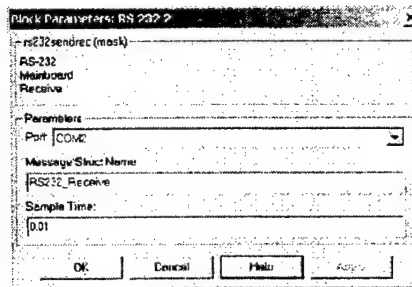 Block Parameters: RS-232 2
rs232sendrec (mask)
RS-232
Mainboard
Receive
Parameters
Port COM2
Message Struct Name:
RS232_Receive
Sample Time:
0.01
OK Cancel Help Apply